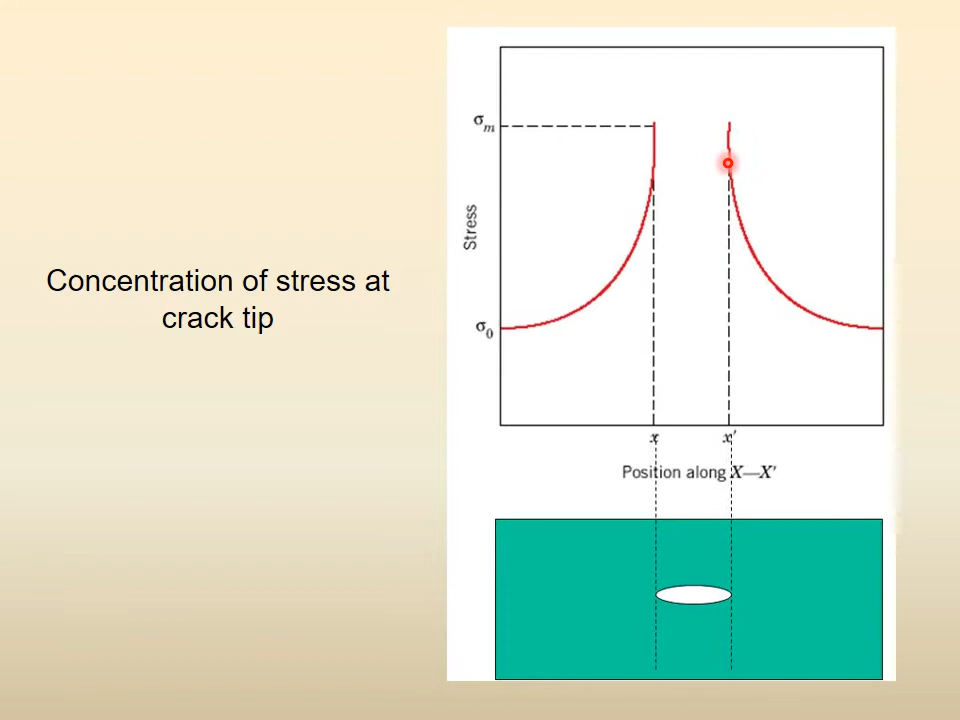 Concentration of stress at
crack tip
σm
Stress
σ0
x
x′
Position along X—X′